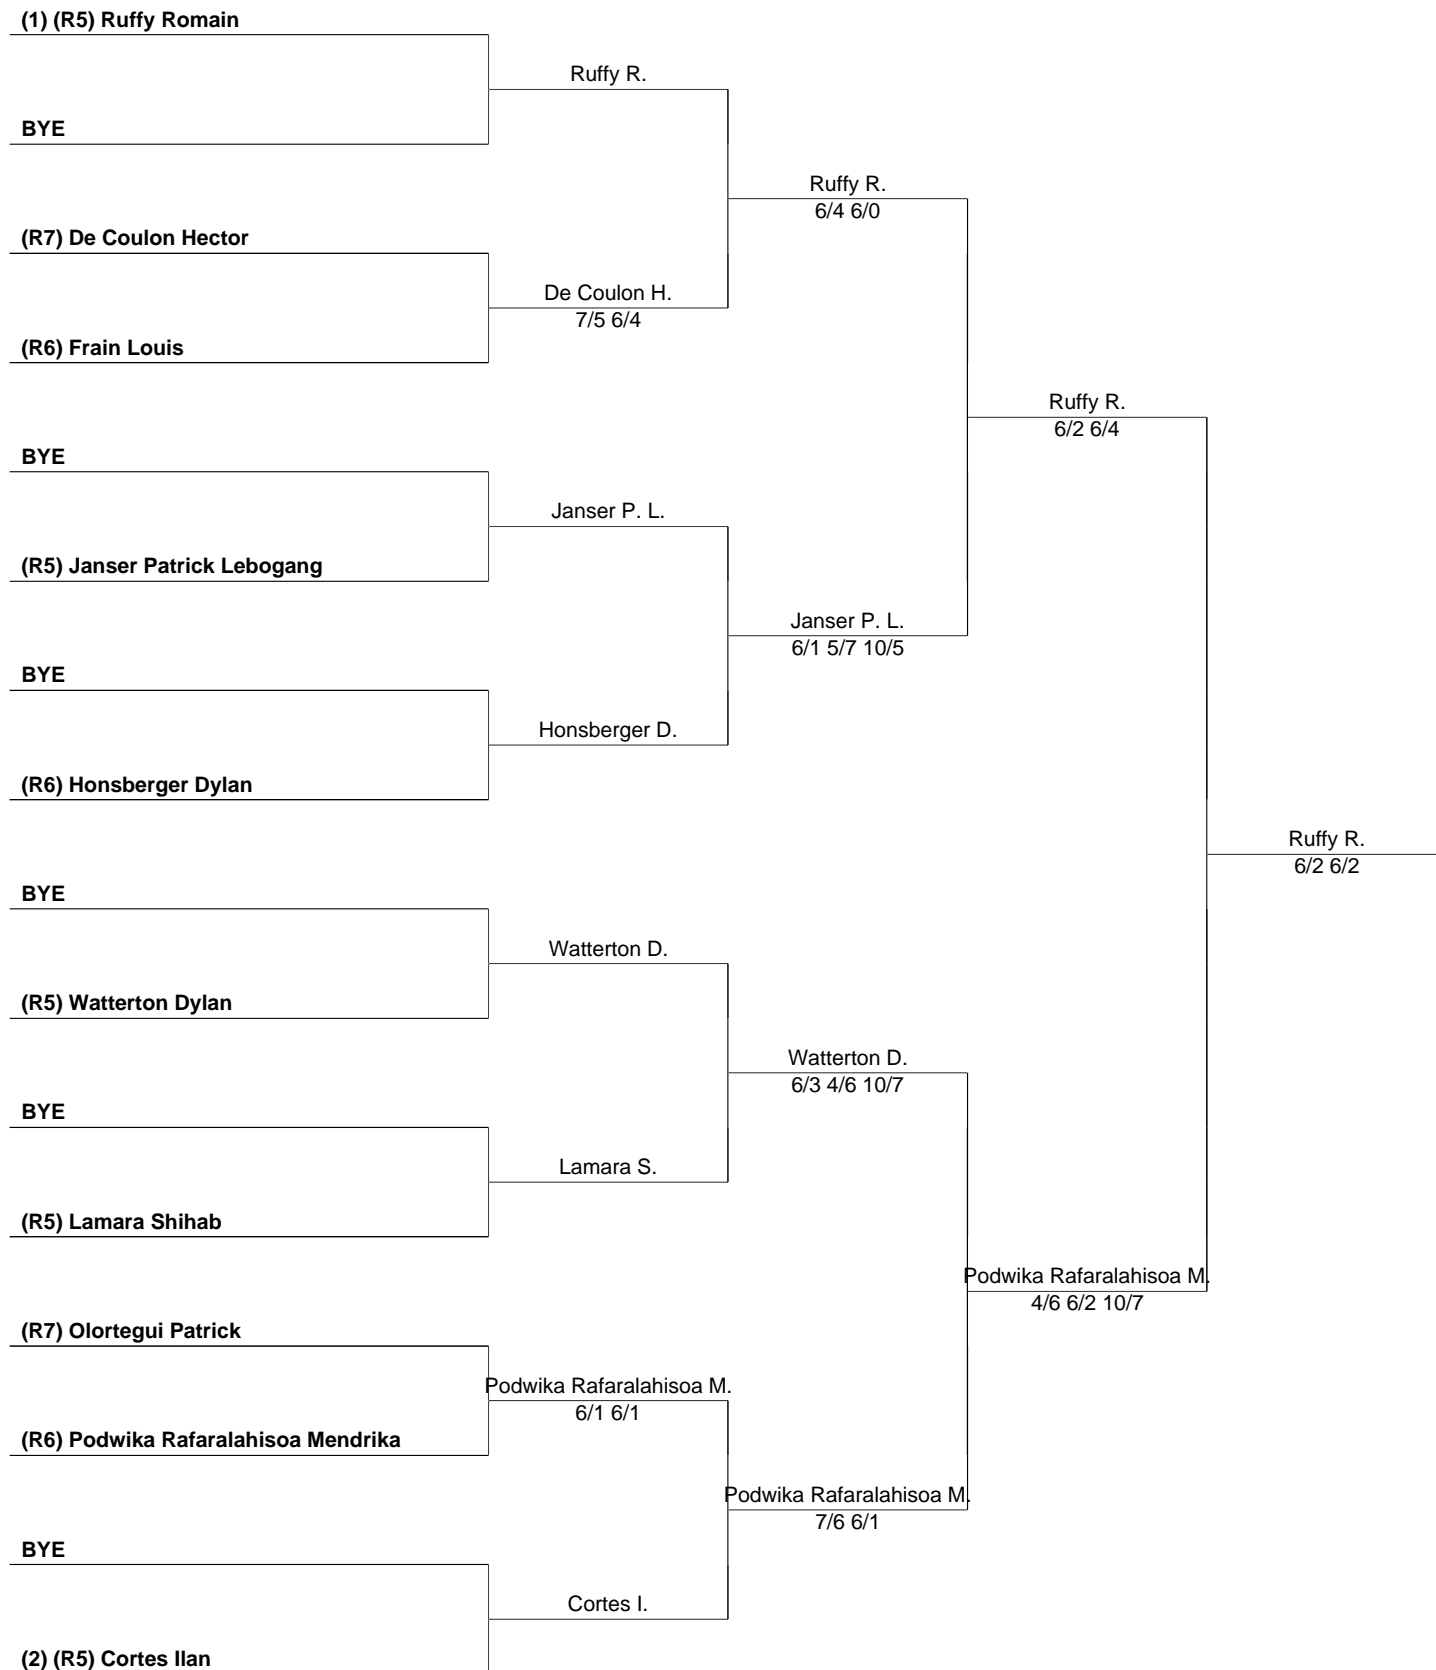 (1) (R5) Ruffy Romain
Ruffy R.
BYE
Ruffy R.
6/4 6/0
(R7) De Coulon Hector
De Coulon H.
7/5 6/4
(R6) Frain Louis
Ruffy R.
6/2 6/4
BYE
Janser P. L.
(R5) Janser Patrick Lebogang
Janser P. L.
6/1 5/7 10/5
BYE
Honsberger D.
(R6) Honsberger Dylan
Ruffy R.
6/2 6/2
BYE
Watterton D.
(R5) Watterton Dylan
Watterton D.
6/3 4/6 10/7
BYE
Lamara S.
(R5) Lamara Shihab
Podwika Rafaralahisoa M.
4/6 6/2 10/7
(R7) Olortegui Patrick
Podwika Rafaralahisoa M.
6/1 6/1
(R6) Podwika Rafaralahisoa Mendrika
Podwika Rafaralahisoa M.
7/6 6/1
BYE
Cortes I.
(2) (R5) Cortes Ilan